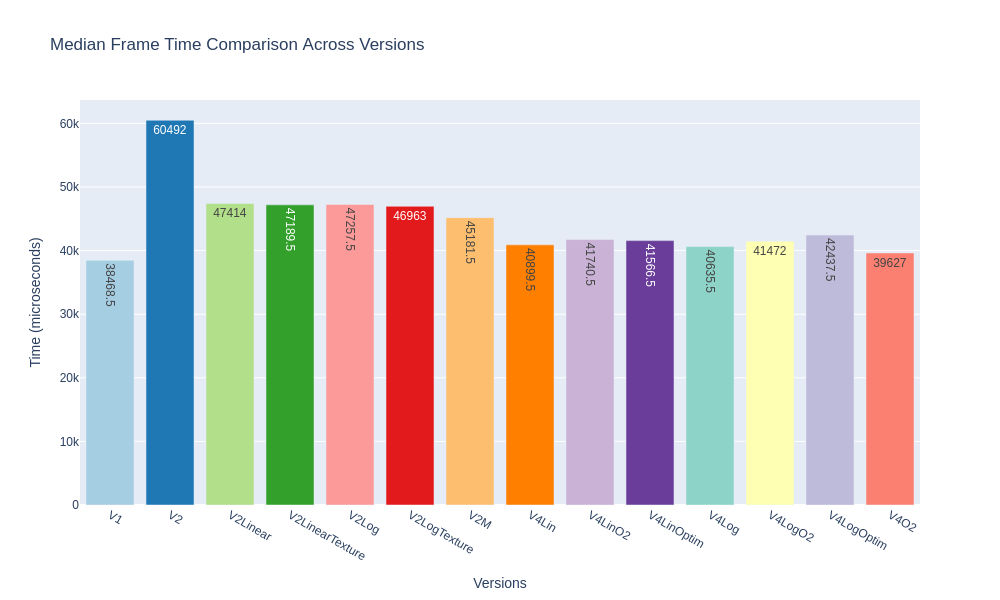 Median Frame Time Comparison Across Versions
Time (microseconds)
60k
50k
40k
30k
20k
10k
0
38468.5
60492
47414
47189.5
47257.5
46963
45181.5
40899.5
41740.5
41566.5
40635.5
41472
42437.5
39627
V1
V2
V2Linear
V2LinearTexture
V2Log
V2LogTexture
V2M
V4Lin
V4LinO2
V4LinOptim
V4Log
V4LogO2
V4LogOptim
V4O2
Versions